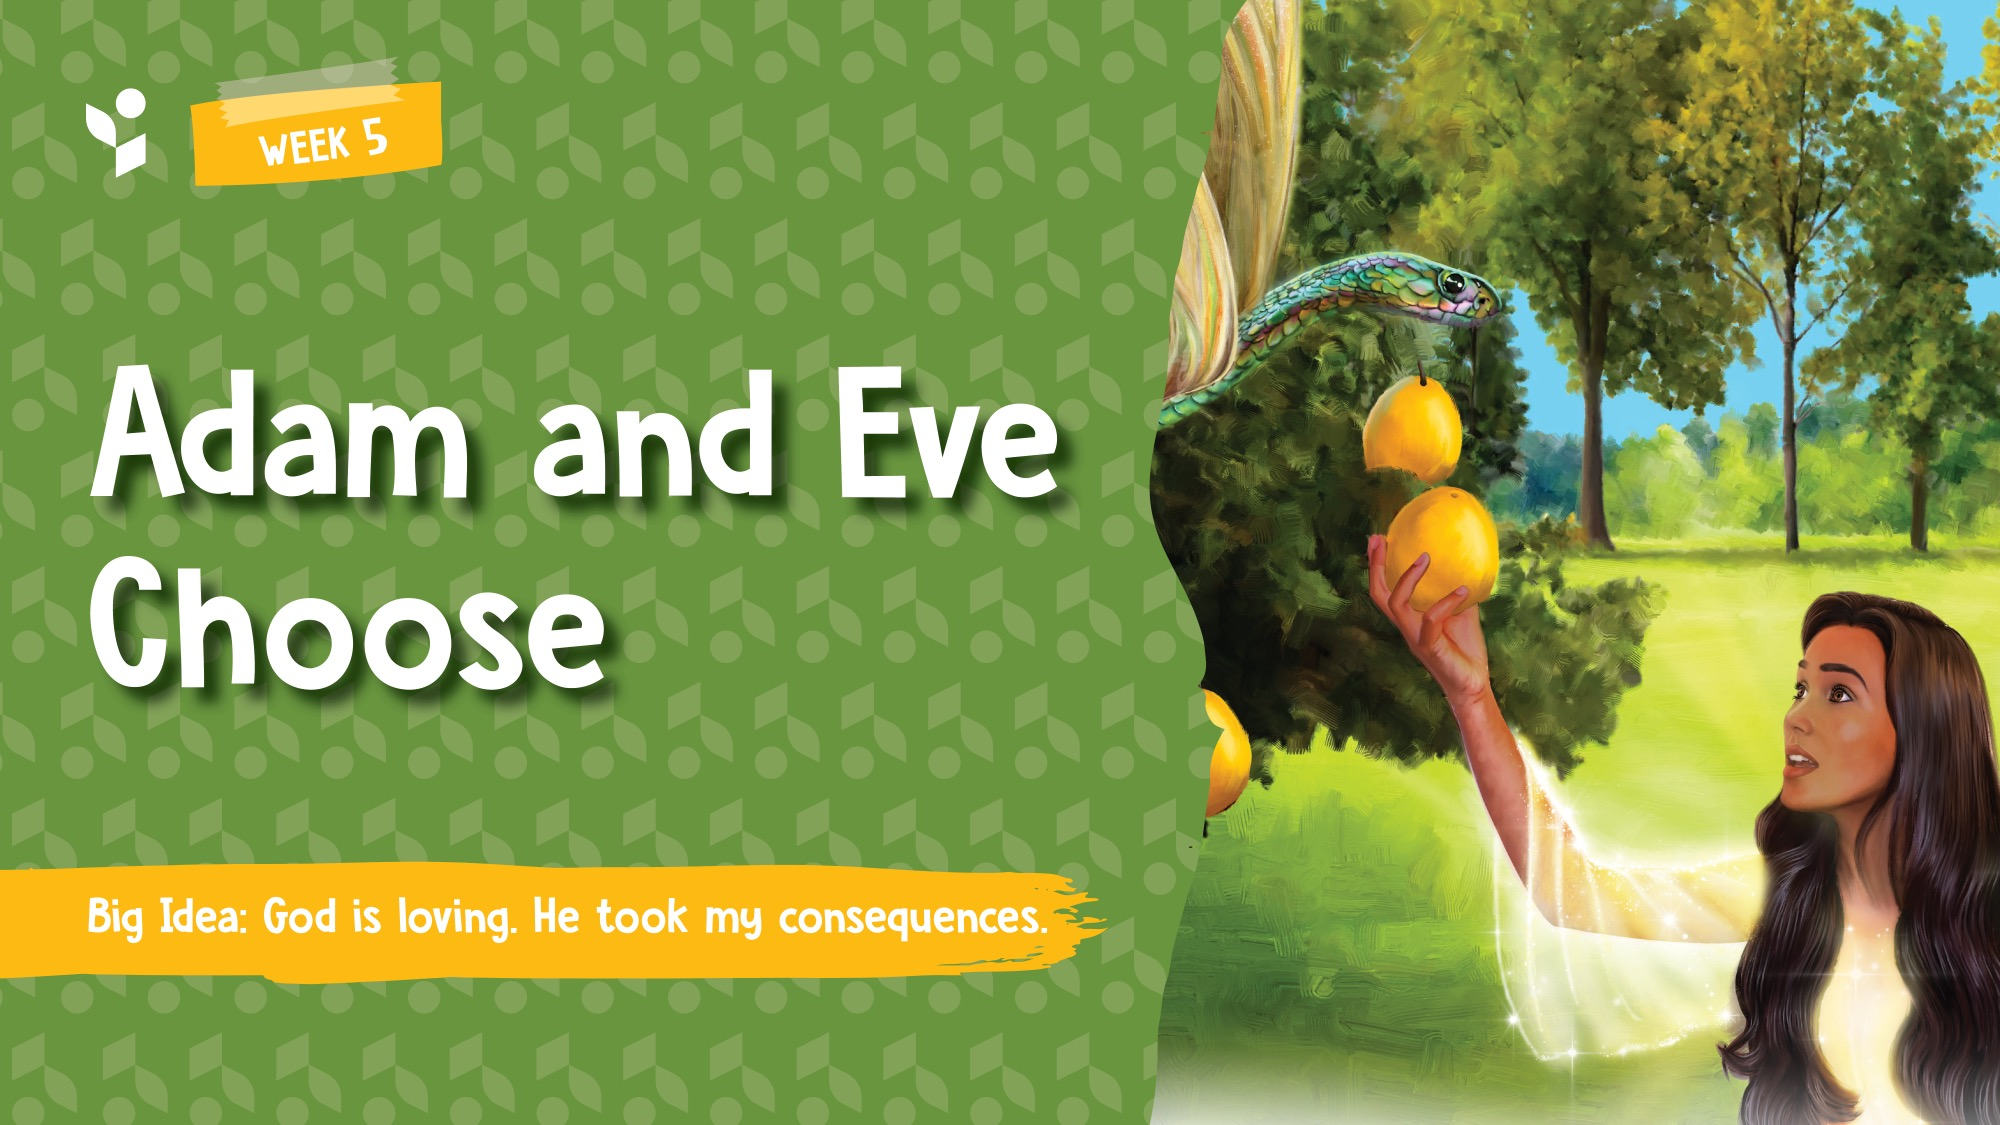 WEEK 5
Adam and Eve
Choose
Big Idea: God is loving. He took my consequences.